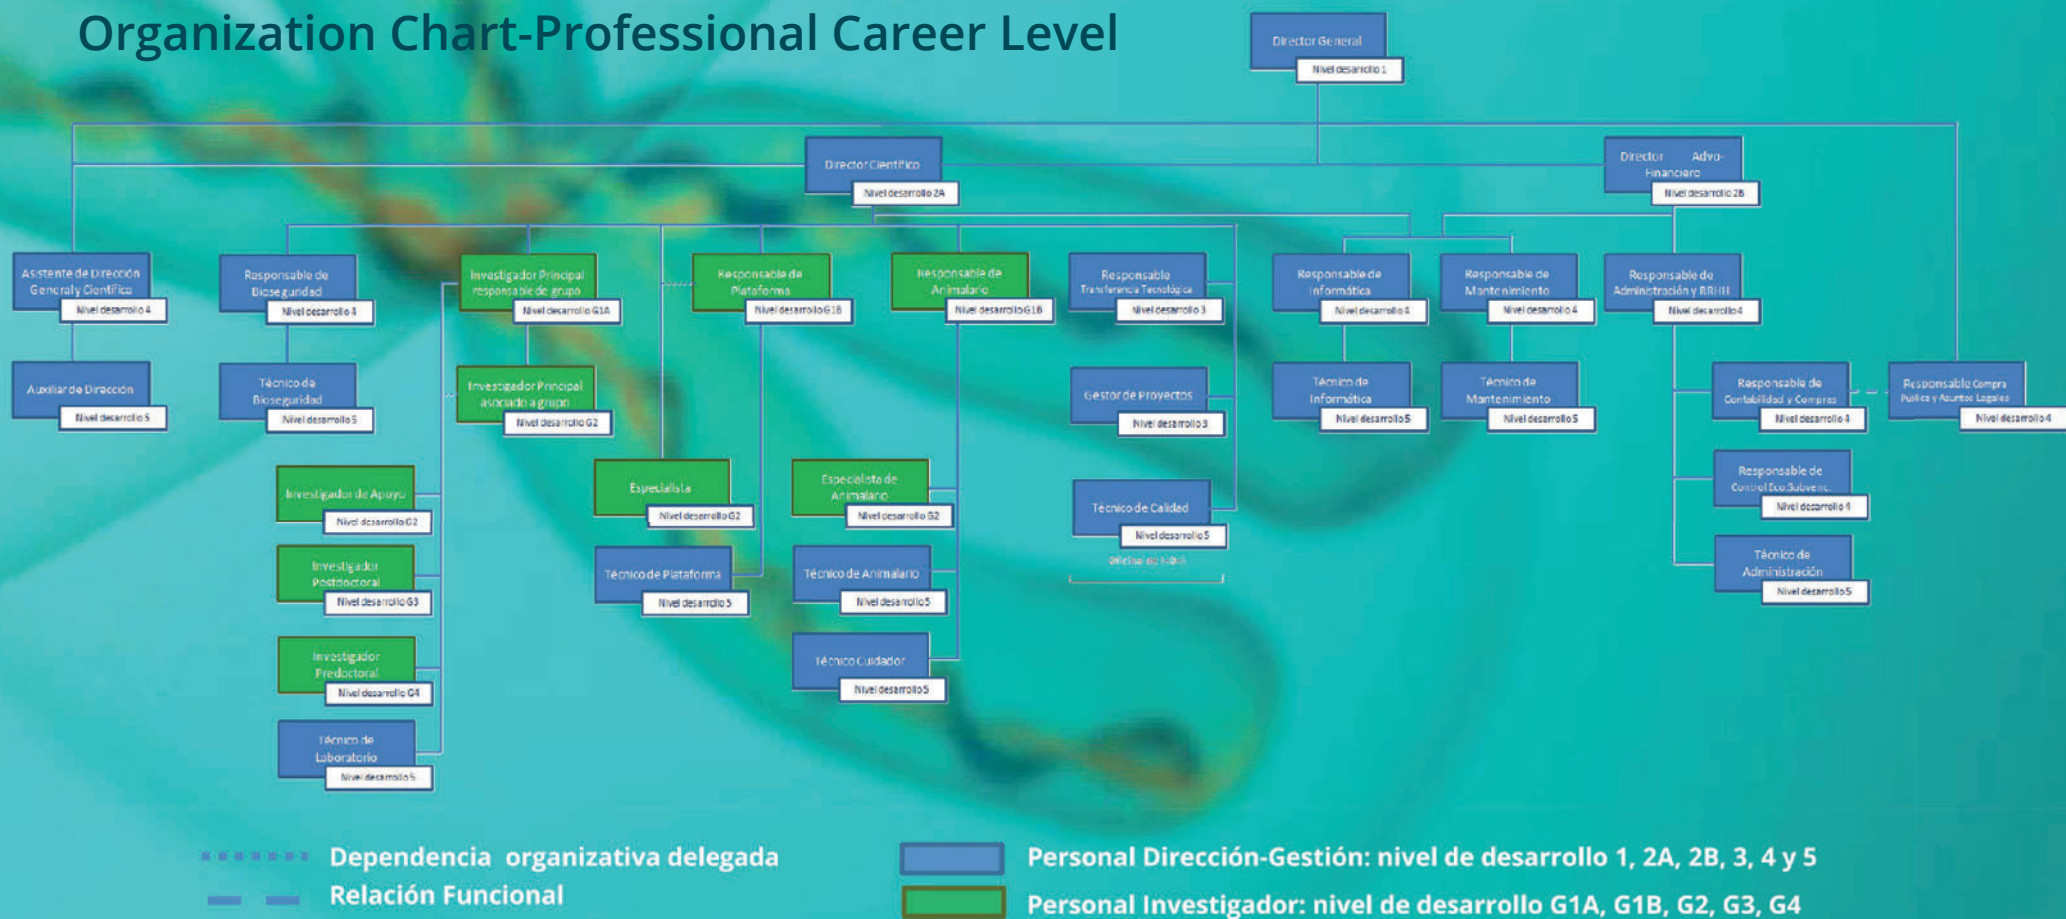 Organization Chart-Professional Career Level
Director General
Nivel desarrollo 1
Director Científico
Nivel desarrollo 2A
Director Advo-
Financiero
Nivel desarrollo 2B
Asistente de Dirección
General y Científica
Nivel desarrollo 4
Responsable de
Bioseguridad
Nivel desarrollo 4
Investigador Principal
responsable de grupo
Nivel desarrollo G1A
Responsable de
Plataforma
Nivel desarrollo G1B
Responsable de
Animalario
Nivel desarrollo G1B
Responsable
Transferencia Tecnológica
Nivel desarrollo 3
Responsable de
Informática
Nivel desarrollo 4
Responsable de
Mantenimiento
Nivel desarrollo 4
Responsable de
Administración y RRHH
Nivel desarrollo 4
Auxiliar de Dirección
Nivel desarrollo 5
Técnico de
Bioseguridad
Nivel desarrollo 5
Investigador Principal
asociado a grupo
Nivel desarrollo G2
Gestor de Proyectos
Nivel desarrollo 3
Técnico de
Informática
Nivel desarrollo 5
Técnico de
Mantenimiento
Nivel desarrollo 5
Responsable de
Contabilidad y Compras
Nivel desarrollo 4
Responsable Compra
Publica y Asuntos Legales
Nivel desarrollo 4
Investigador de Apoyo
Nivel desarrollo G2
Especialista
Nivel desarrollo G2
Especialista de
Animalario
Nivel desarrollo G2
Técnico de Calidad
Nivel desarrollo 5
Responsable de
Control Eco.Subvenc.
Nivel desarrollo 4
Investigador
Postdoctoral
Nivel desarrollo G3
Técnico de Plataforma
Nivel desarrollo 5
Técnico de Animalario
Nivel desarrollo 5
Técnico de
Administración
Nivel desarrollo 5
Investigador
Predoctoral
Nivel desarrollo G4
Técnico Cuidador
Nivel desarrollo 5
Técnico de
Laboratorio
Nivel desarrollo 5
Dependencia organizativa delegada
Relación Funcional
Personal Dirección-Gestión: nivel de desarrollo 1, 2A, 2B, 3, 4 y 5
Personal Investigador: nivel de desarrollo G1A, G1B, G2, G3, G4